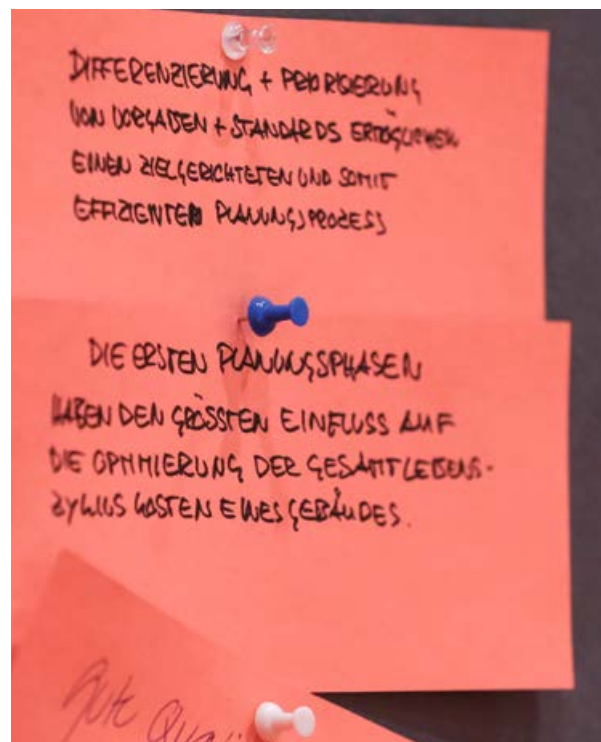 DIFFERENZIERUNG + PRIORISIERUNG
VON VORGABEN + STANDARDS ERMÖGLICHEN
EINEN ZIELGERICHTETEN UND SOMIT
EFFIZIENTEN PLANUNGSPROZESS
DIE ERSTEN PLANUNGSPHASEN
HABEN DEN GRÖSSTEN EINFLUSS AUF
DIE OPTIMIERUNG DER GESAMTLEBENS-
ZYKLUS KOSTEN EINES GEBÄUDES.
Gute